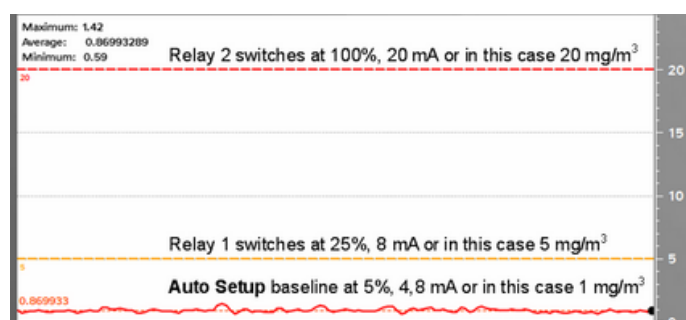 Maximum: 1.42
Average: 0.86993289
Minimum: 0.59
Relay 2 switches at 100%, 20 mA or in this case 20 mg/m³
20
20
15
10
Relay 1 switches at 25%, 8 mA or in this case 5 mg/m³
5
5
Auto Setup baseline at 5%, 4,8 mA or in this case 1 mg/m³
0.869933
0